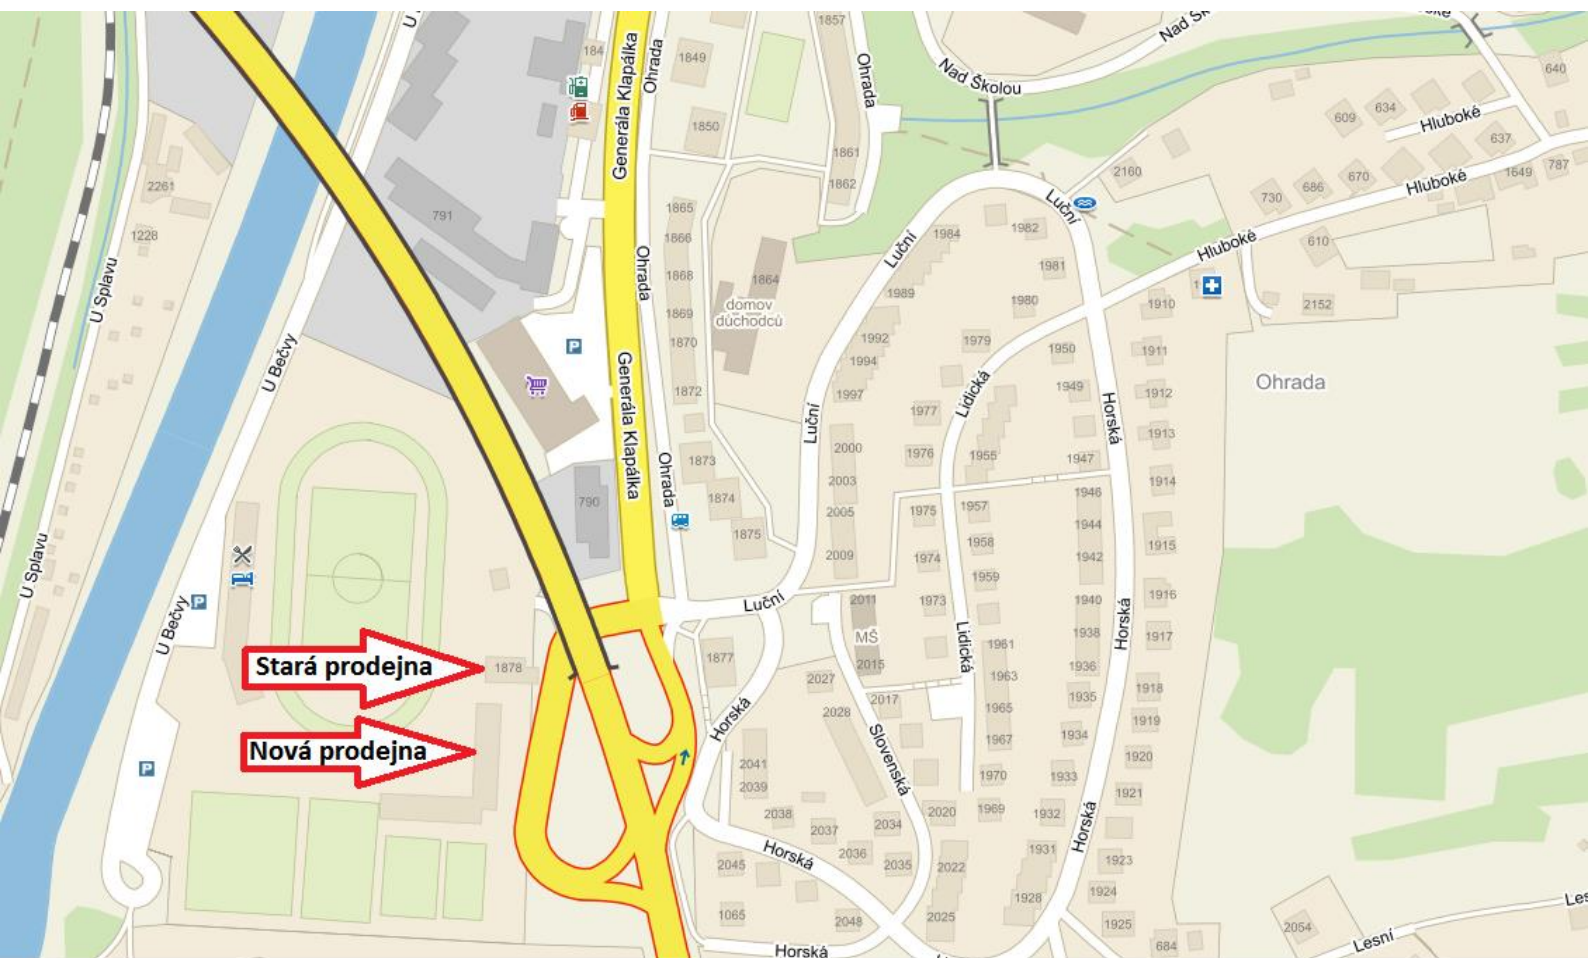 1857
Nad
640
184
1849
Generála Klapálka
Ohrada
Ohrada
Nad Školou
634
609
Hluboké
637
1850
1861
1862
2160
1649
787
670
686
730
Hluboké
Luční
2261
791
1865
1866
1984
1982
1228
Ohrada
Luční
Hluboké
610
1981
1868
1864
U Splavu
domov
důchodců
1989
1980
1910
2152
1869
1870
1992
1979
1950
1911
P
U Bečvy
Generála Klapálka
1994
1997
Lidická
1949
1912
Ohrada
1872
1977
Luční
Horská
1913
2000
1976
1955
1947
1873
Ohrada
2003
1914
1946
790
1874
2005
1975
1957
1944
1875
2009
1974
1958
1942
1915
U Splavu
1959
P
U Bečvy
Luční
2011
1973
1940
1916
MŠ
Lidická
1938
Horská
1917
1877
1961
Stará prodejna
1878
2015
1936
2027
1963
1918
2017
1935
2028
1965
1919
Horská
Slovenská
1934
1967
Nová prodejna
1920
P
2041
1970
1933
2039
1921
2038
2020
1969
1932
2034
2037
Horská
Horská
2036
1931
2045
2035
2022
1923
1924
1928
Les
1065
2048
2025
1925
2054
Lesní
684
Horská